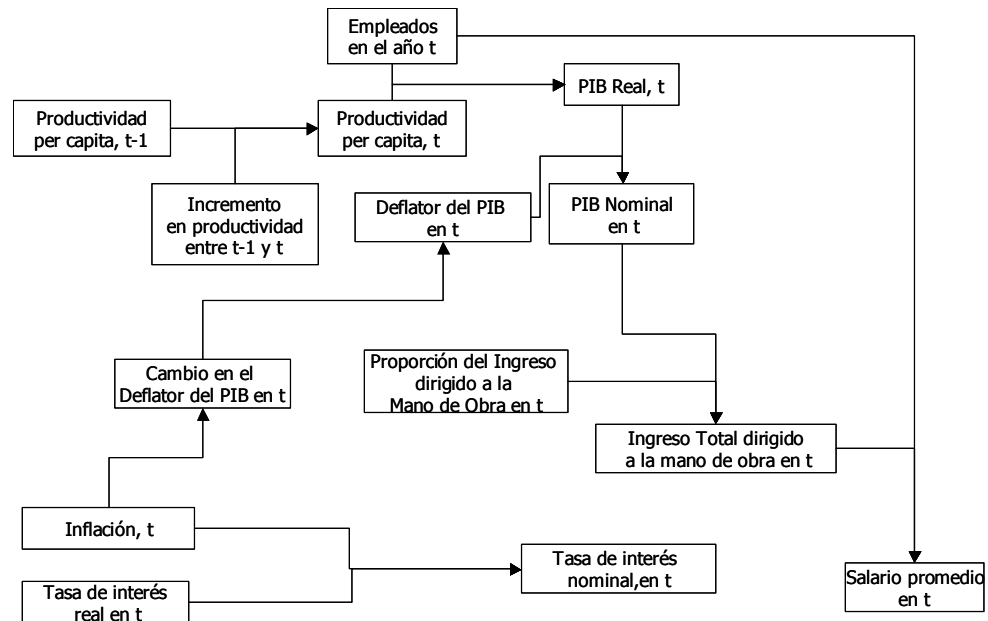 Empleados
en el año t
PIB Real, t
Productividad
per capita, t-1
Productividad
per capita, t
Incremento
en productividad
entre t-1 y t
Deflator del PIB
en t
PIB Nominal
en t
Cambio en el
Deflator del PIB en t
Proporción del Ingreso
dirigido a la
Mano de Obra en t
Ingreso Total dirigido
a la mano de obra en t
Inflación, t
Tasa de interés
nominal,en t
Tasa de interés
real en t
Salario promedio
en t